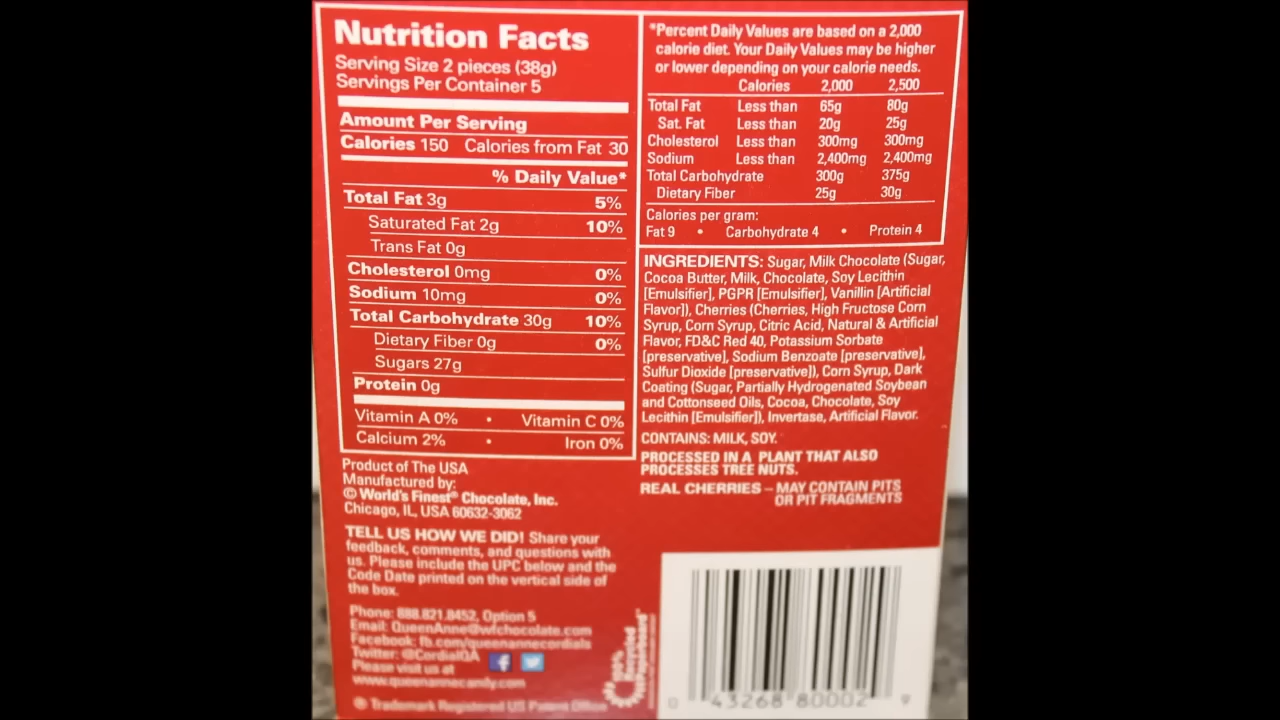 Nutrition Facts
Serving Size 2 pieces (38g)
Servings Per Container 5
Amount Per Serving
Calories 150 Calories from Fat 30
% Daily Value*
Total Fat 3g 5%
Saturated Fat 2g 10%
Trans Fat 0g
Cholesterol 0mg 0%
Sodium 10mg 0%
Total Carbohydrate 30g 10%
Dietary Fiber 0g 0%
Sugars 27g
Protein 0g
Vitamin A 0% • Vitamin C 0%
Calcium 2% • Iron 0%
Product of The USA
Manufactured by:
© World's Finest® Chocolate, Inc.
Chicago, IL, USA 60632-3062
TELL US HOW WE DID! Share your
feedback, comments, and questions with
us. Please include the UPC below and the
Code Date printed on the vertical side of
the box.
Phone: 888.821.8452, Option 5
Email: QueenAnne@wfchocolate.com
Facebook: fb.com/queenannecordials
Twitter: @CordialQA
Please visit us at
www.queenannecandy.com
® Trademark Registered US Patent Office
*Percent Daily Values are based on a 2,000
calorie diet. Your Daily Values may be higher
or lower depending on your calorie needs.
Calories 2,000 2,500
Total Fat Less than 65g 80g
Sat. Fat Less than 20g 25g
Cholesterol Less than 300mg 300mg
Sodium Less than 2,400mg 2,400mg
Total Carbohydrate 300g 375g
Dietary Fiber 25g 30g
Calories per gram:
Fat 9 • Carbohydrate 4 • Protein 4
INGREDIENTS: Sugar, Milk Chocolate (Sugar,
Cocoa Butter, Milk, Chocolate, Soy Lecithin
[Emulsifier], PGPR [Emulsifier], Vanillin [Artificial
Flavor]), Cherries (Cherries, High Fructose Corn
Syrup, Corn Syrup, Citric Acid, Natural & Artificial
Flavor, FD&C Red 40, Potassium Sorbate
[preservative], Sodium Benzoate [preservative],
Sulfur Dioxide [preservative]), Corn Syrup, Dark
Coating (Sugar, Partially Hydrogenated Soybean
and Cottonseed Oils, Cocoa, Chocolate, Soy
Lecithin [Emulsifier]), Invertase, Artificial Flavor.
CONTAINS: MILK, SOY.
PROCESSED IN A PLANT THAT ALSO
PROCESSES TREE NUTS.
REAL CHERRIES – MAY CONTAIN PITS
OR PIT FRAGMENTS
100%
Recycled
Paperboard
0 43268 80002 9